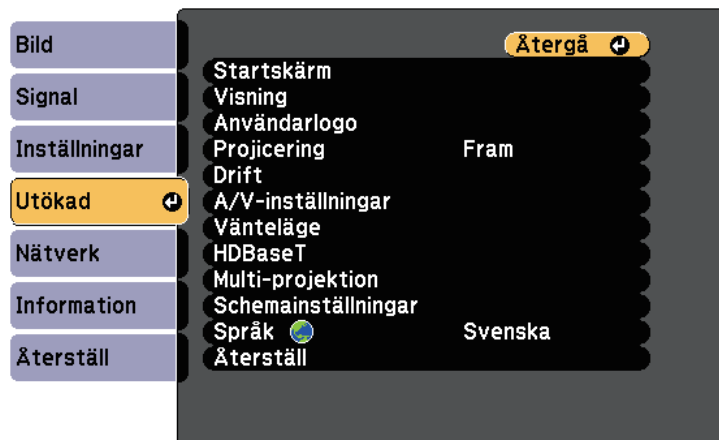 Bild
Signal
Inställningar
Utökad
Nätverk
Information
Återställ
Återgå
Startskärm
Visning
Användarlogo
Projicering Fram
Drift
A/V-inställningar
Vänteläge
HDBaseT
Multi-projektion
Schemainställningar
Språk Svenska
Återställ